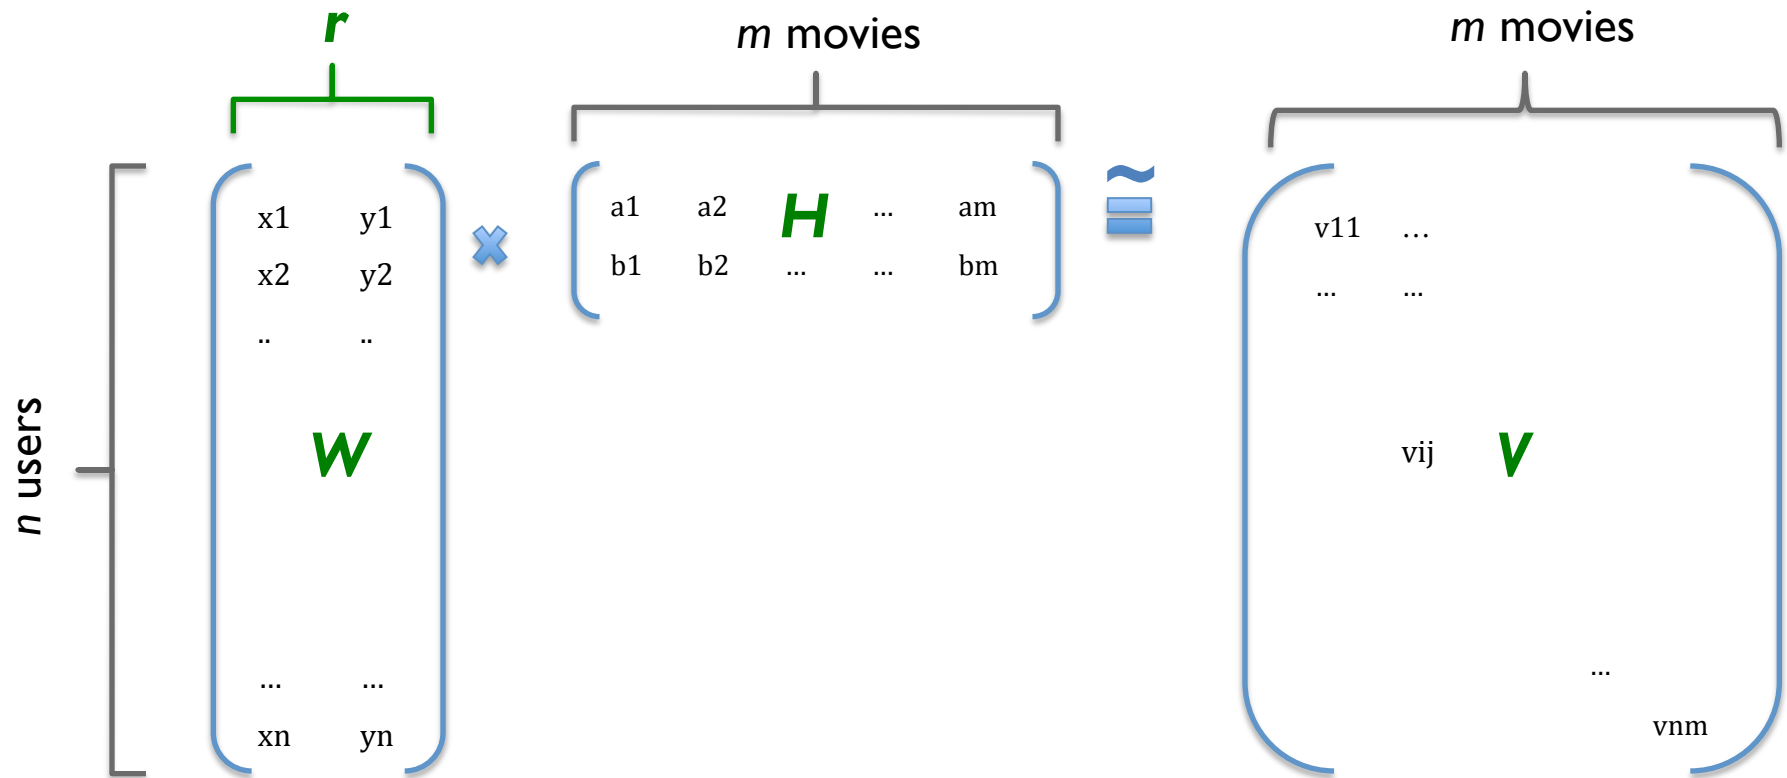 r
m movies
m movies
n users
x1 y1
x2 y2
.. ..
W
... ...
xn yn
a1 a2 H ... am
b1 b2 ... ... bm
≅
v11 ...
... ...
vij V
...
vnm